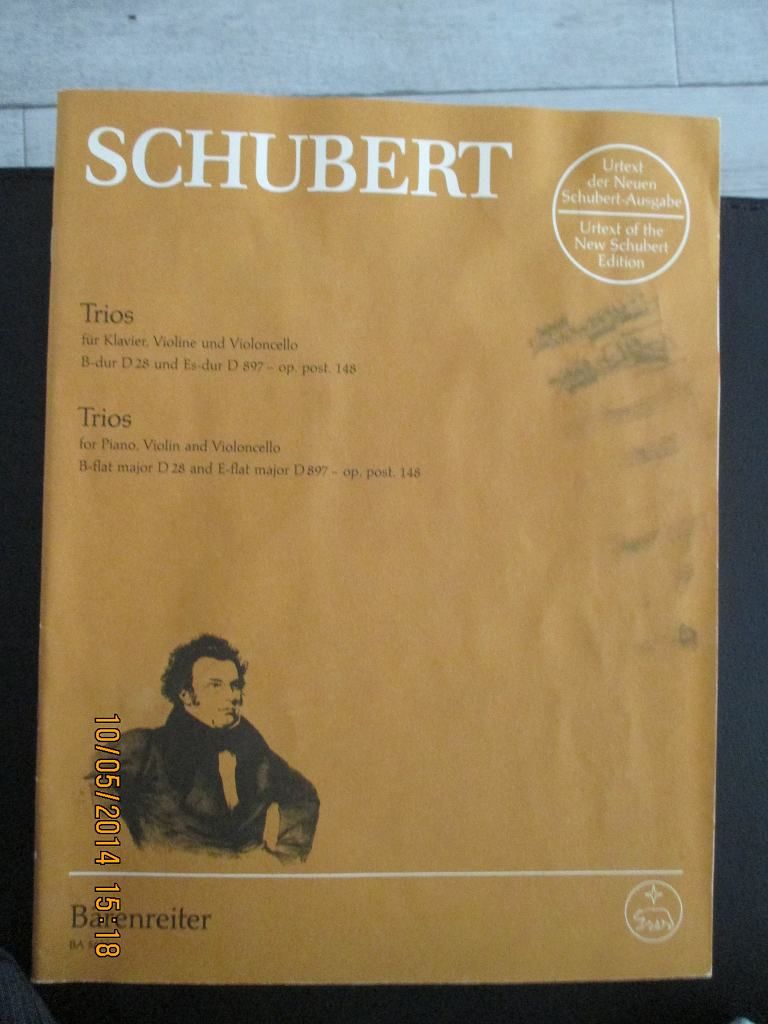 SCHUBERT
Urtext
der Neuen
Schubert-Ausgabe
Urtext of the
New Schubert
Edition
Trios
für Klavier, Violine und Violoncello
B-dur D 28 und Es-dur D 897 – op. post. 148
Trios
for Piano, Violin and Violoncello
B-flat major D 28 and E-flat major D 897 – op. post. 148
Bärenreiter
BA
10/05/2014 15:18